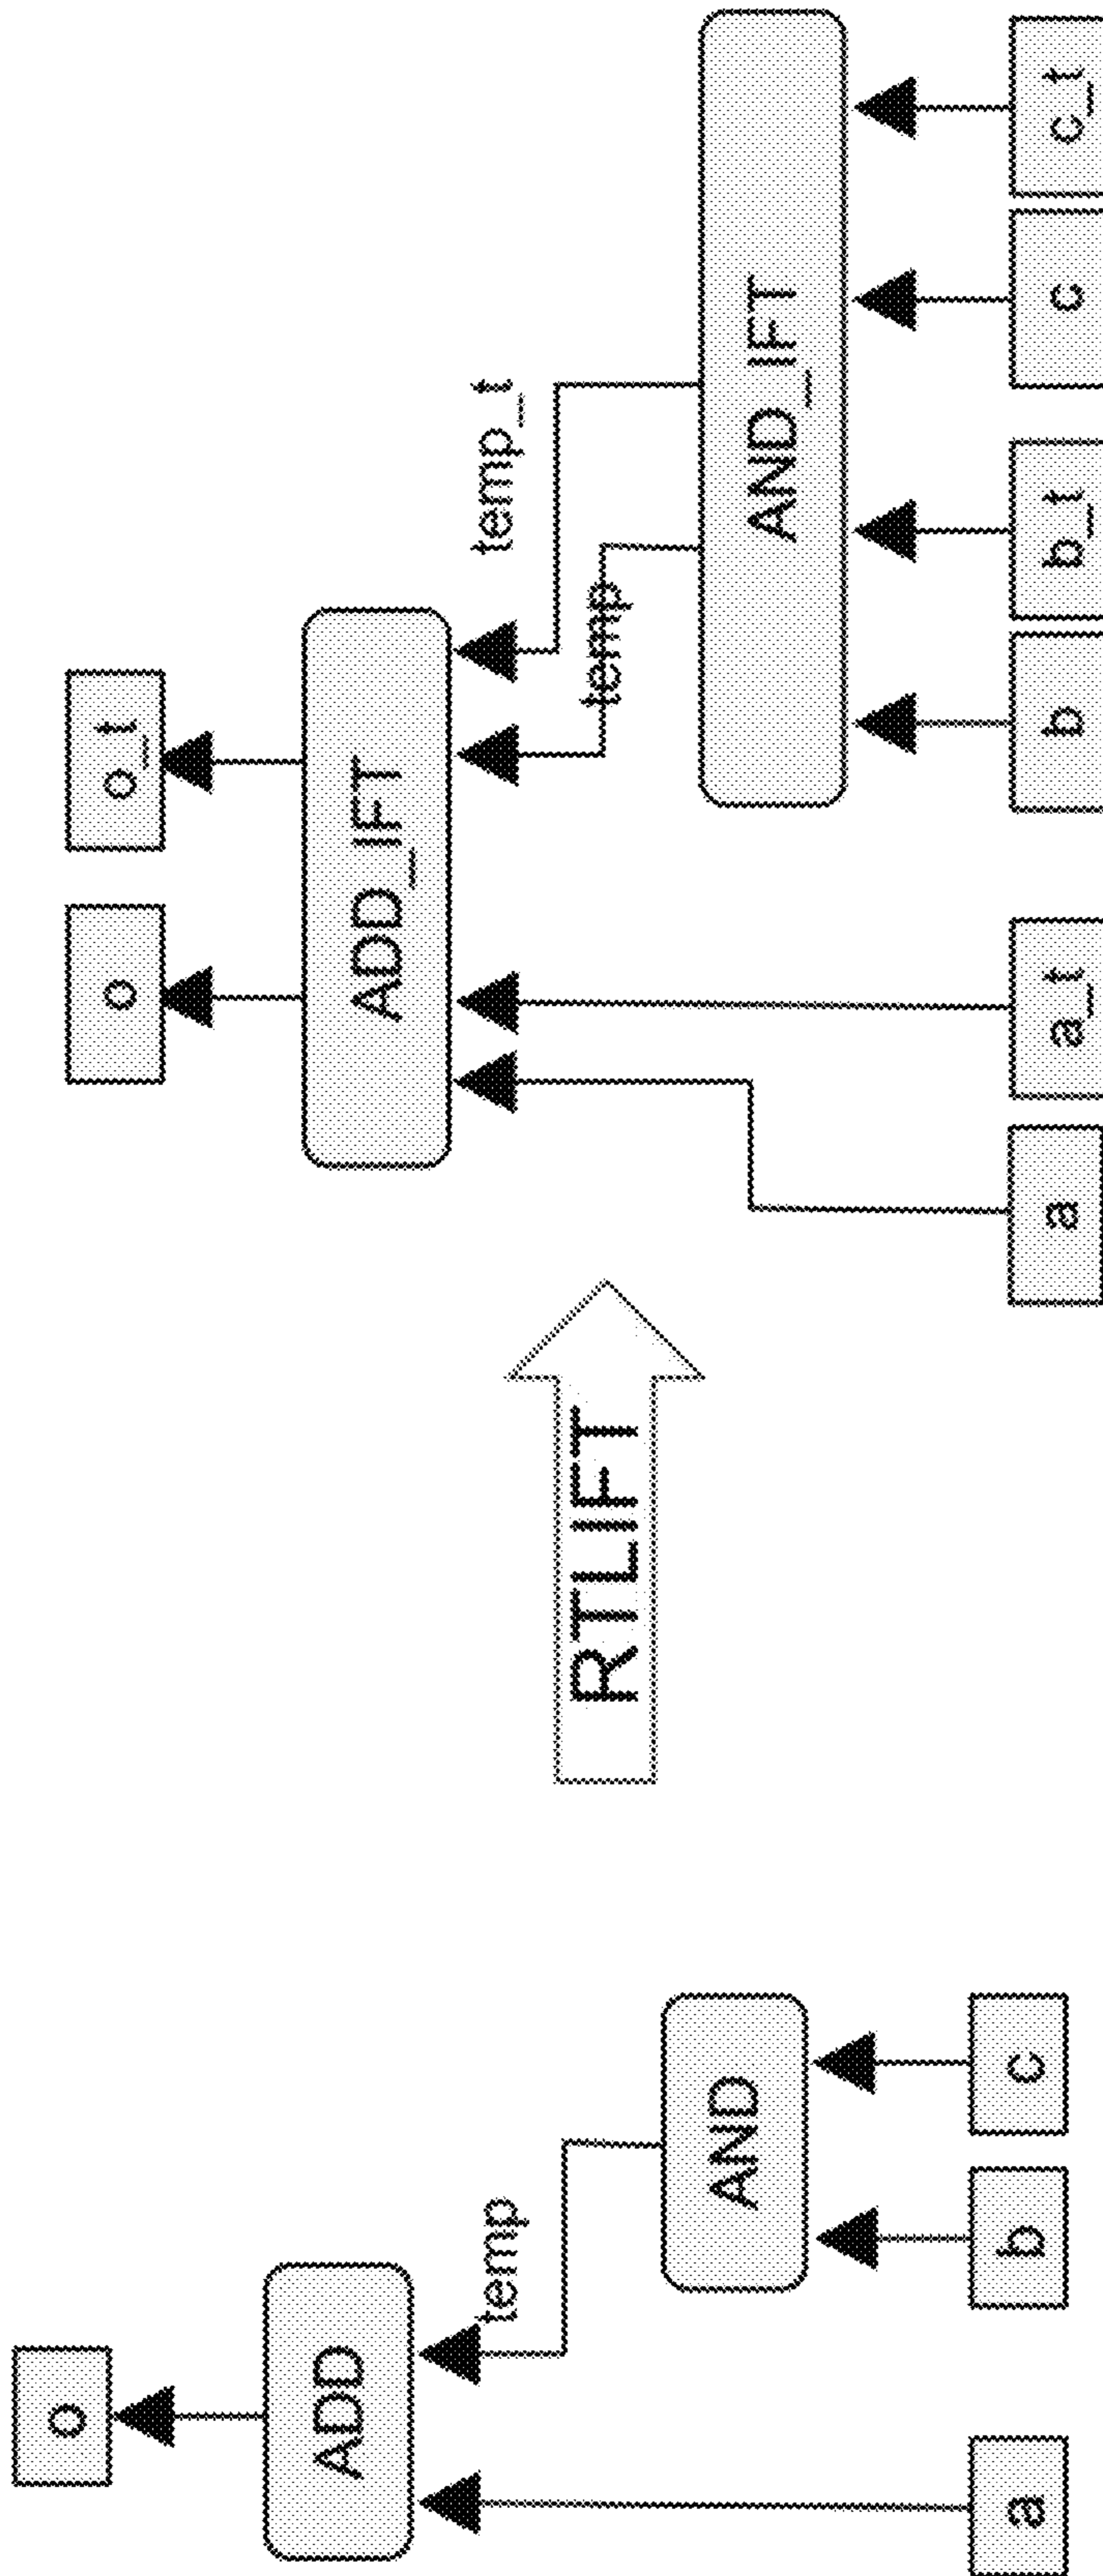 o
ADD
temp
AND
a
b
c
RTLIFT
o
o_t
ADD_IFT
temp_t
temp
AND_IFT
a
a_t
b
b_t
c
c_t